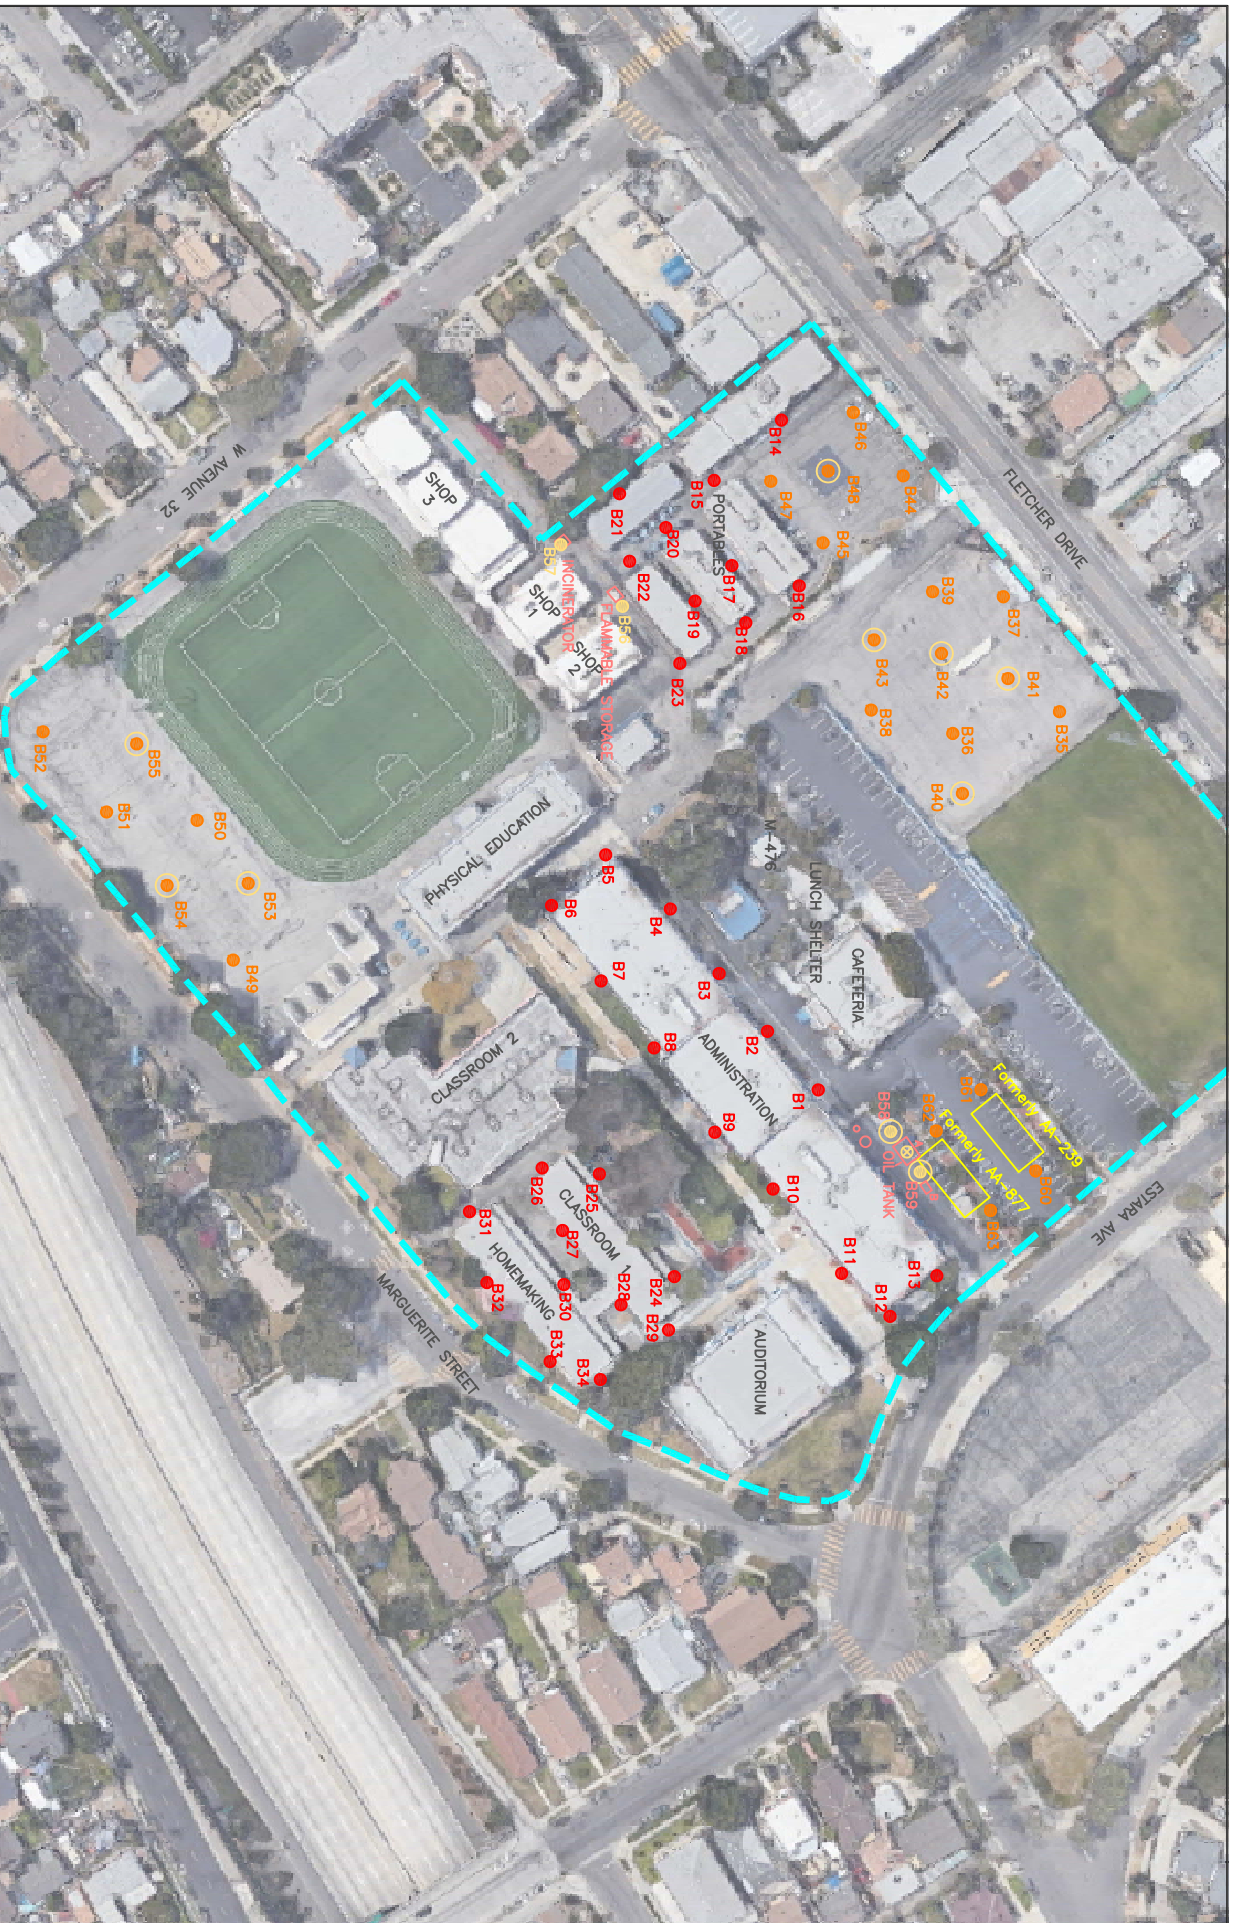 FLETCHER DRIVE
W AVENUE 32
ESTARA AVE
MARGUERITE STREET
B46
B44
B48
B14
B47
B15
B45
PORTABLES
B21
B20
B17
B16
B22
B19
B18
B23
B39
B37
B43
B42
B41
B38
B36
B35
B40
SHOP
3
B57
INCINERATOR
SHOP
1
B56
FLAMMABLE STORAGE
SHOP
2
B52
B55
B51
B50
B54
B53
B49
PHYSICAL EDUCATION
M-476
LUNCH SHELTER
CAFETERIA
B5
B6
B4
B7
B3
B8
B2
ADMINISTRATION
B1
B9
B10
B11
B12
B13
B61
Formerly AA-239
B62
Formerly AA-877
B58
OIL TANK
B59
B60
B63
CLASSROOM 2
B26
B25
CLASSROOM 1
B27
B24
B28
B29
B31
HOMEMAKING
B30
B32
B33
B34
AUDITORIUM